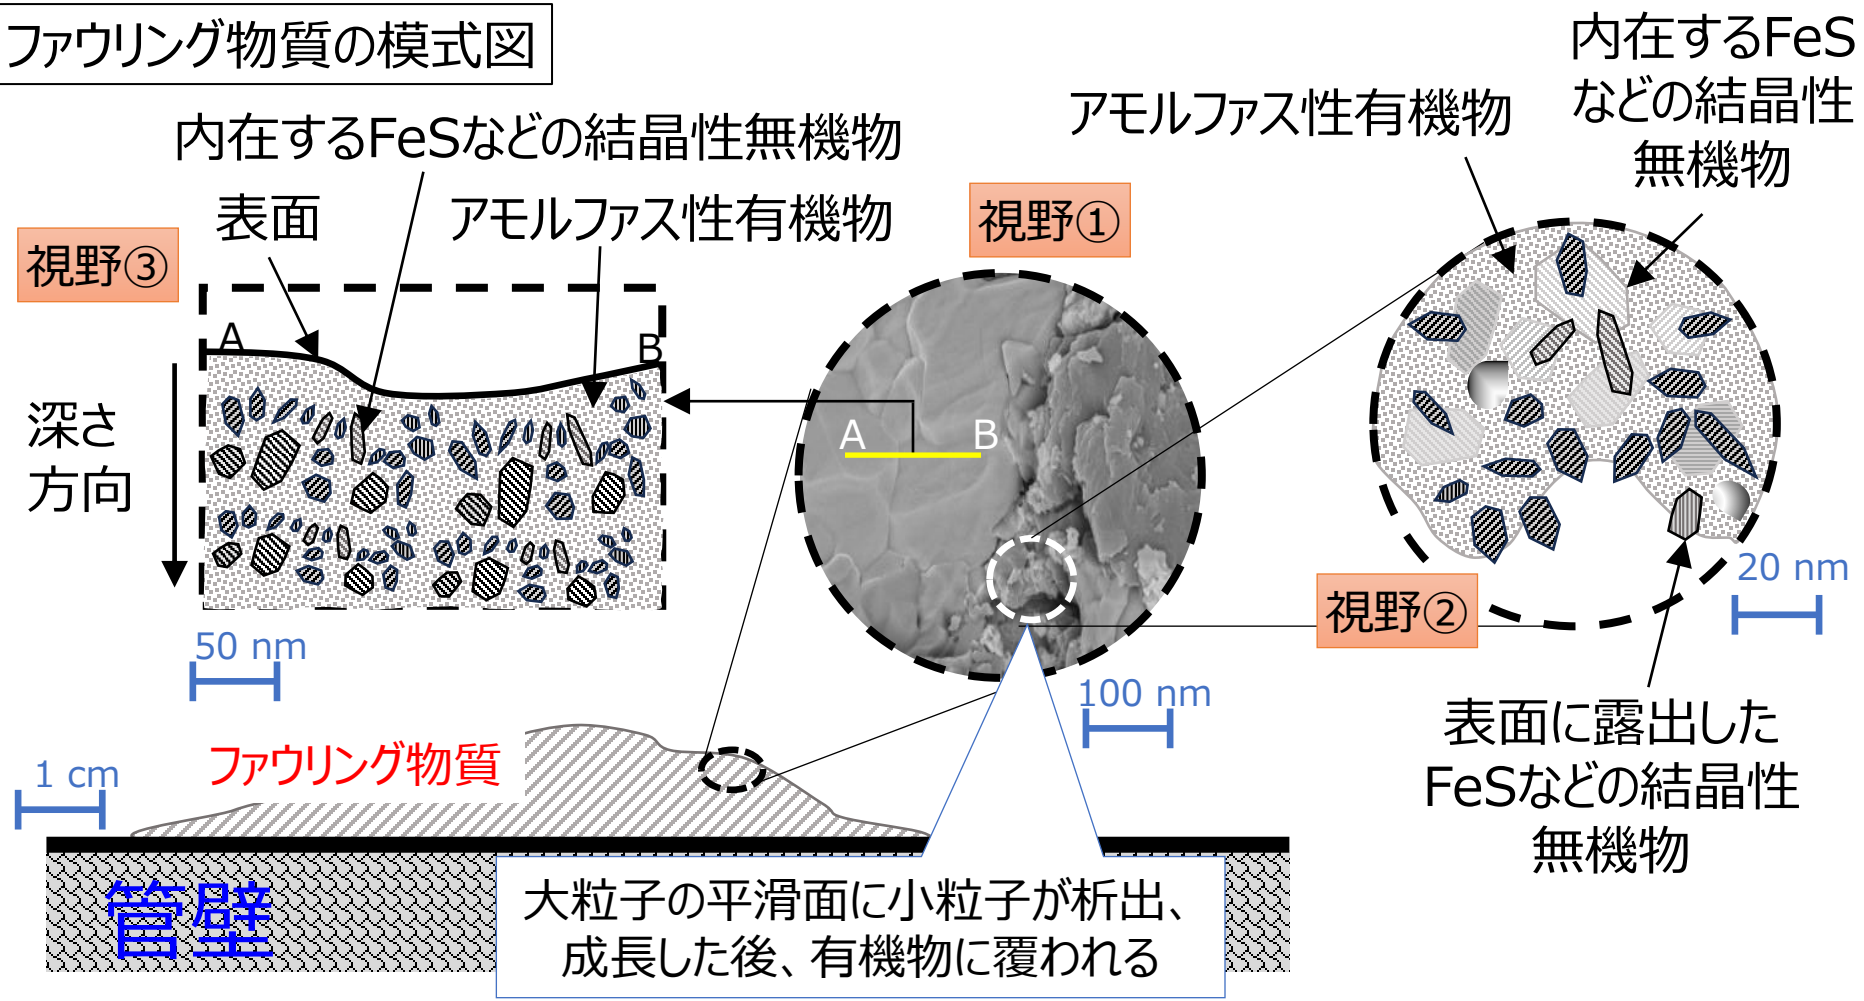 ファウリング物質の模式図
内在するFeSなどの結晶性無機物
表面
アモルファス性有機物
視野③
A
B
深さ
方向
50 nm
視野①
A
B
100 nm
アモルファス性有機物
内在するFeS
などの結晶性
無機物
視野②
20 nm
表面に露出した
FeSなどの結晶性
無機物
1 cm
ファウリング物質
管壁
大粒子の平滑面に小粒子が析出、
成長した後、有機物に覆われる